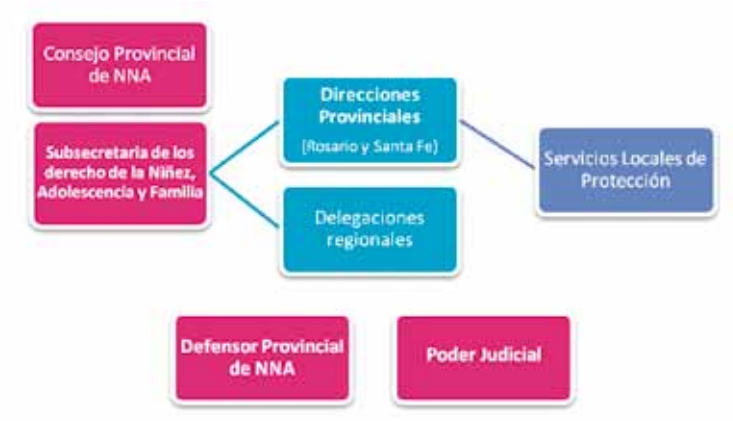 Consejo Provincial
de NNA
Subsecretaria de los
derecho de la Niñez,
Adolescencia y Familia
Direcciones
Provinciales
(Rosario y Santa Fe)
Delegaciones
regionales
Servicios Locales de
Protección
Defensor Provincial
de NNA
Poder Judicial